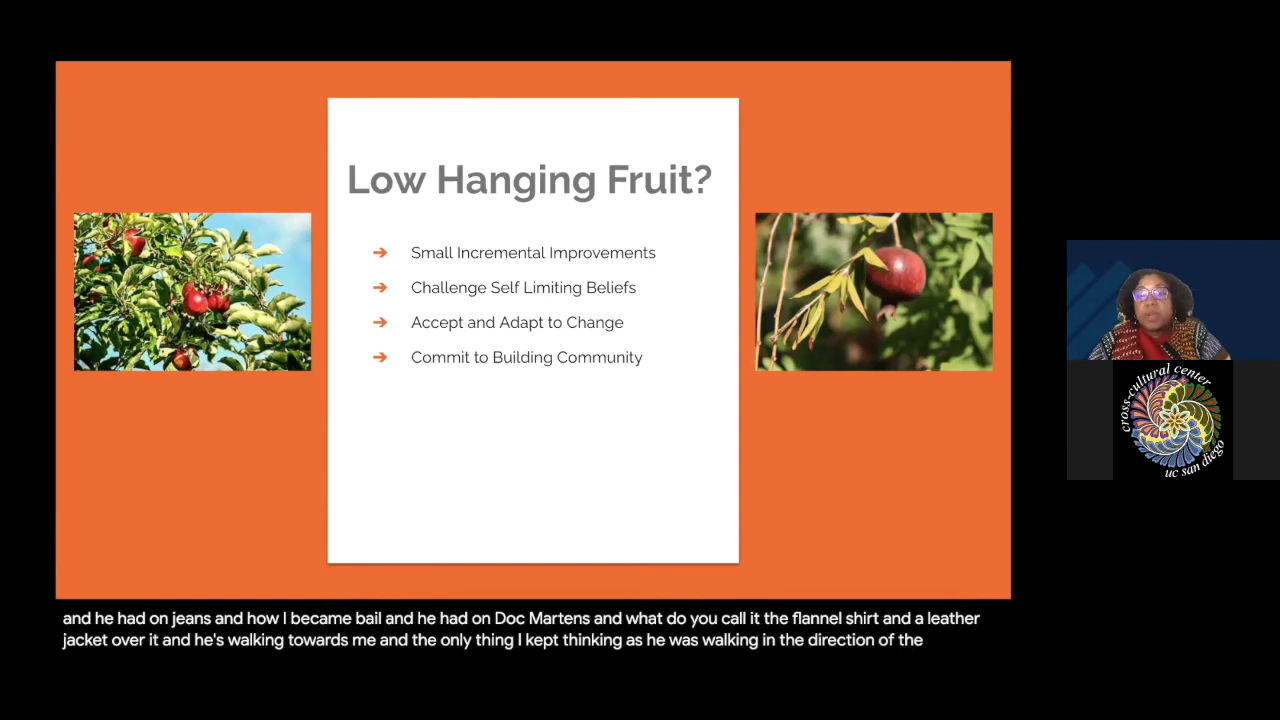 Low Hanging Fruit?
➔ Small Incremental Improvements
➔ Challenge Self Limiting Beliefs
➔ Accept and Adapt to Change
➔ Commit to Building Community
cross-cultural center
uc san diego
and he had on jeans and how I became bail and he had on Doc Martens and what do you call it the flannel shirt and a leather
jacket over it and he's walking towards me and the only thing I kept thinking as he was walking in the direction of the